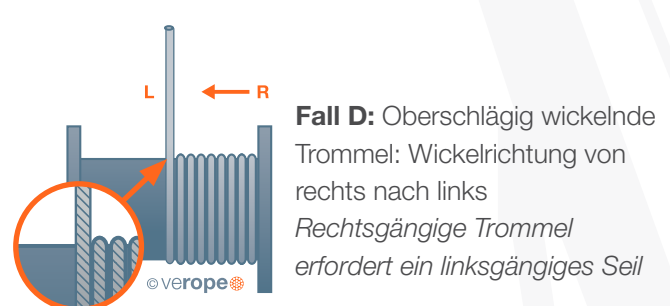 L ← R
Fall D: Oberschlägig wickelnde
Trommel: Wickelrichtung von
rechts nach links
Rechtsgängige Trommel
erfordert ein linksgängiges Seil
© verope